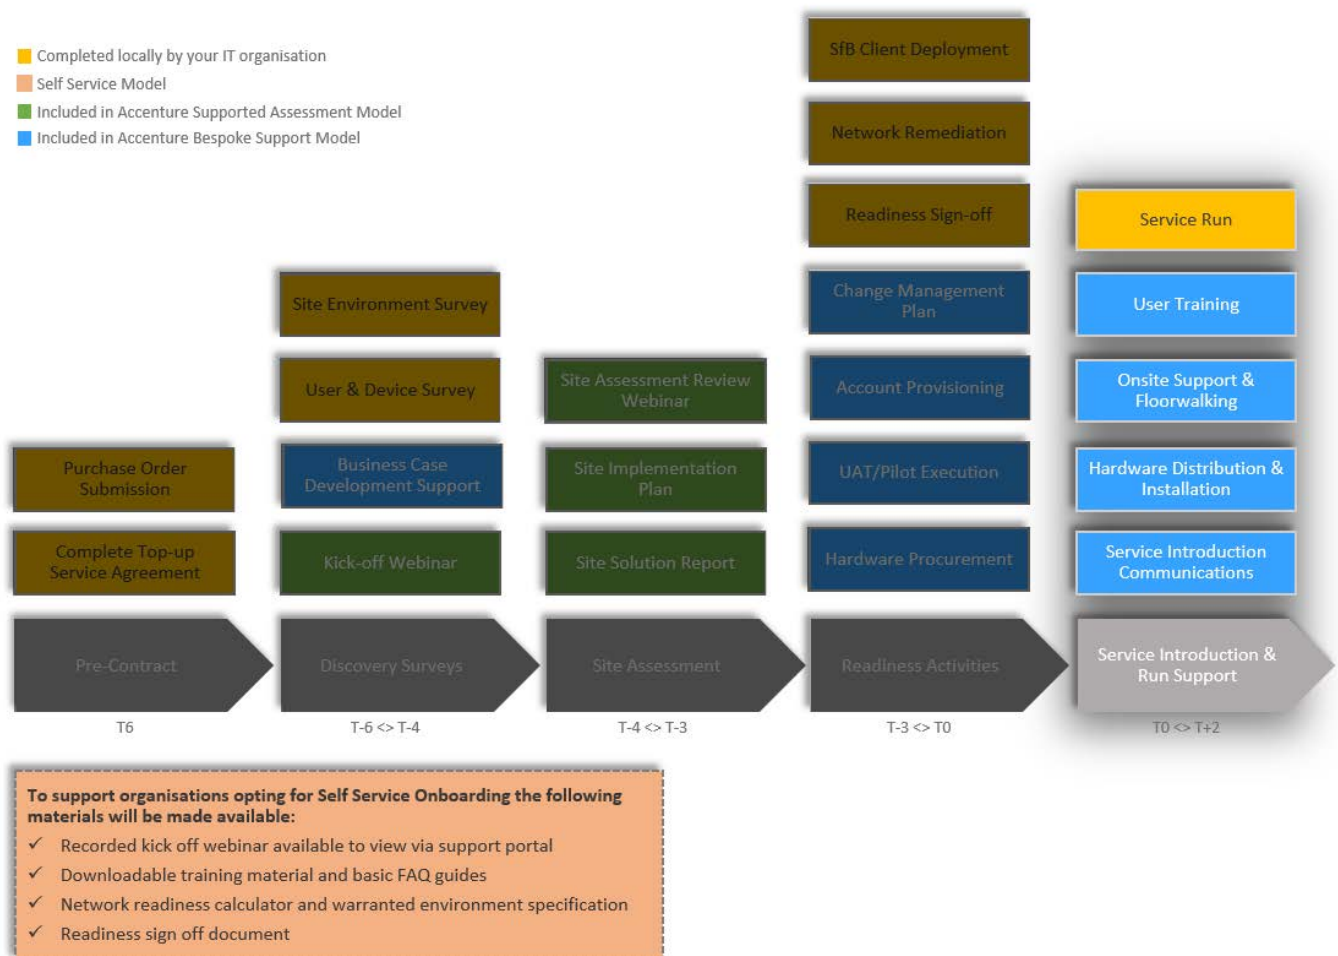 Completed locally by your IT organisation
Self Service Model
Included in Accenture Supported Assessment Model
Included in Accenture Bespoke Support Model
Purchase Order
Submission
Complete Top-up
Service Agreement
Pre-Contract
T6
Site Environment Survey
User & Device Survey
Business Case
Development Support
Kick-off Webinar
Discovery Surveys
T-6 <> T-4
Site Assessment Review
Webinar
Site Implementation
Plan
Site Solution Report
Site Assessment
T-4 <> T-3
SfB Client Deployment
Network Remediation
Readiness Sign-off
Change Management
Plan
Account Provisioning
UAT/Pilot Execution
Hardware Procurement
Readiness Activities
T-3 <> T0
Service Run
User Training
Onsite Support &
Floorwalking
Hardware Distribution &
Installation
Service Introduction
Communications
Service Introduction &
Run Support
T0 <> T+2
To support organisations opting for Self Service Onboarding the following
materials will be made available:
✓ Recorded kick off webinar available to view via support portal
✓ Downloadable training material and basic FAQ guides
✓ Network readiness calculator and warranted environment specification
✓ Readiness sign off document